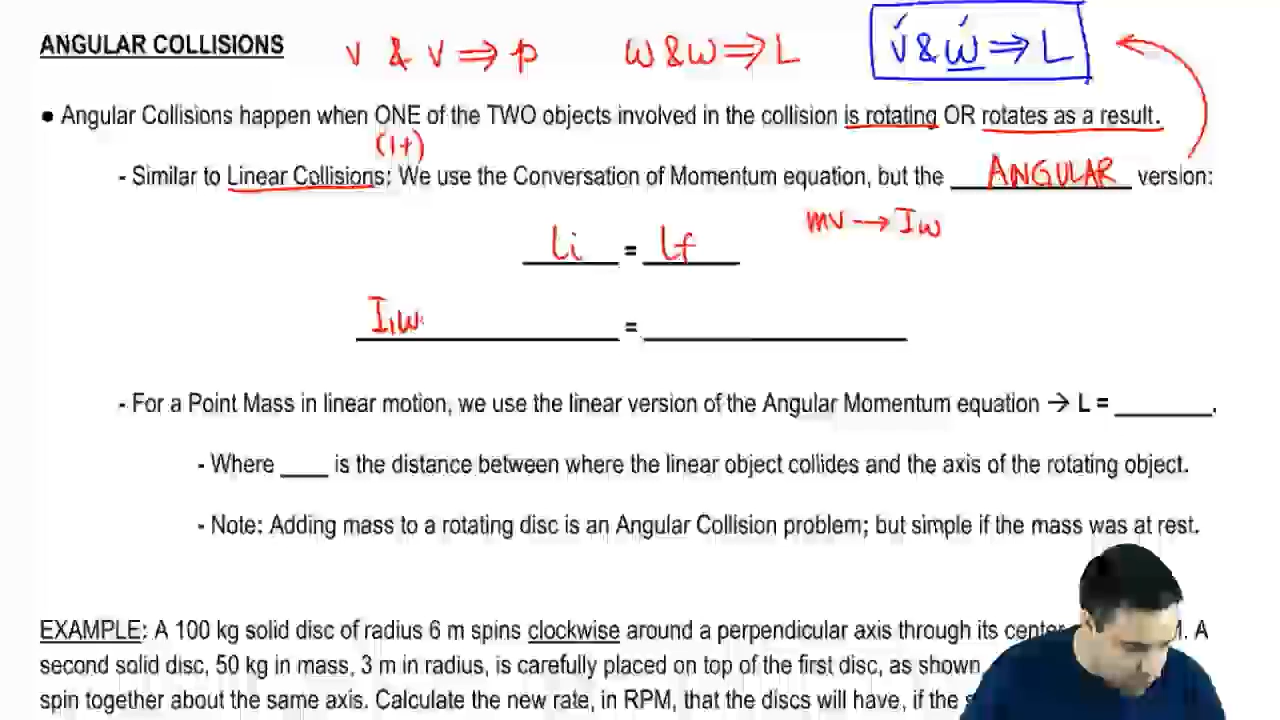 ANGULAR COLLISIONS v & v ⇒ p ω & ω ⇒ L v & ω ⇒ L
● Angular Collisions happen when ONE of the TWO objects involved in the collision is rotating OR rotates as a result.
(1+)
- Similar to Linear Collisions; We use the Conversation of Momentum equation, but the ANGULAR version:
mv → Iω
Li = Lf
I₁ω =
- For a Point Mass in linear motion, we use the linear version of the Angular Momentum equation → L = ______.
- Where ____ is the distance between where the linear object collides and the axis of the rotating object.
- Note: Adding mass to a rotating disc is an Angular Collision problem; but simple if the mass was at rest.
EXAMPLE: A 100 kg solid disc of radius 6 m spins clockwise around a perpendicular axis through its center M. A
second solid disc, 50 kg in mass, 3 m in radius, is carefully placed on top of the first disc, as shown
spin together about the same axis. Calculate the new rate, in RPM, that the discs will have, if the